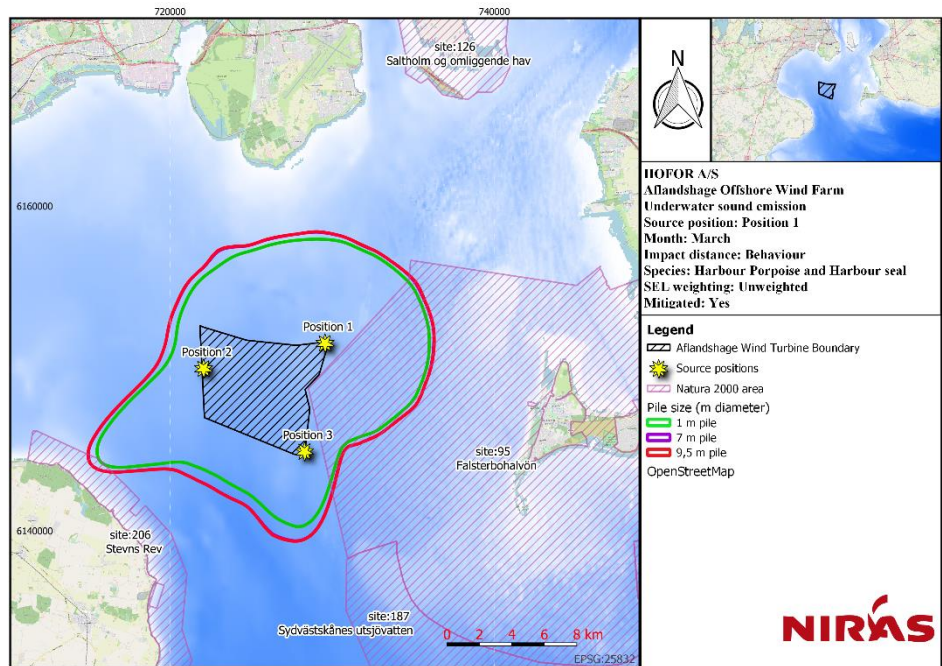 720000
740000
site:126
Saltholm og omliggende hav
6160000
Position 1
Position 2
Position 3
site:95
Falsterbohalvön
6140000
site:206
Stevns Rev
site:187
Sydvästskånes utsjövatten
0 2 4 6 8 km
EPSG:25832
N
HOFOR A/S
Aflandshage Offshore Wind Farm
Underwater sound emission
Source position: Position 1
Month: March
Impact distance: Behaviour
Species: Harbour Porpoise and Harbour seal
SEL weighting: Unweighted
Mitigated: Yes
Legend
Aflandshage Wind Turbine Boundary
Source positions
Natura 2000 area
Pile size (m diameter)
1 m pile
7 m pile
9,5 m pile
OpenStreetMap
NIRAS